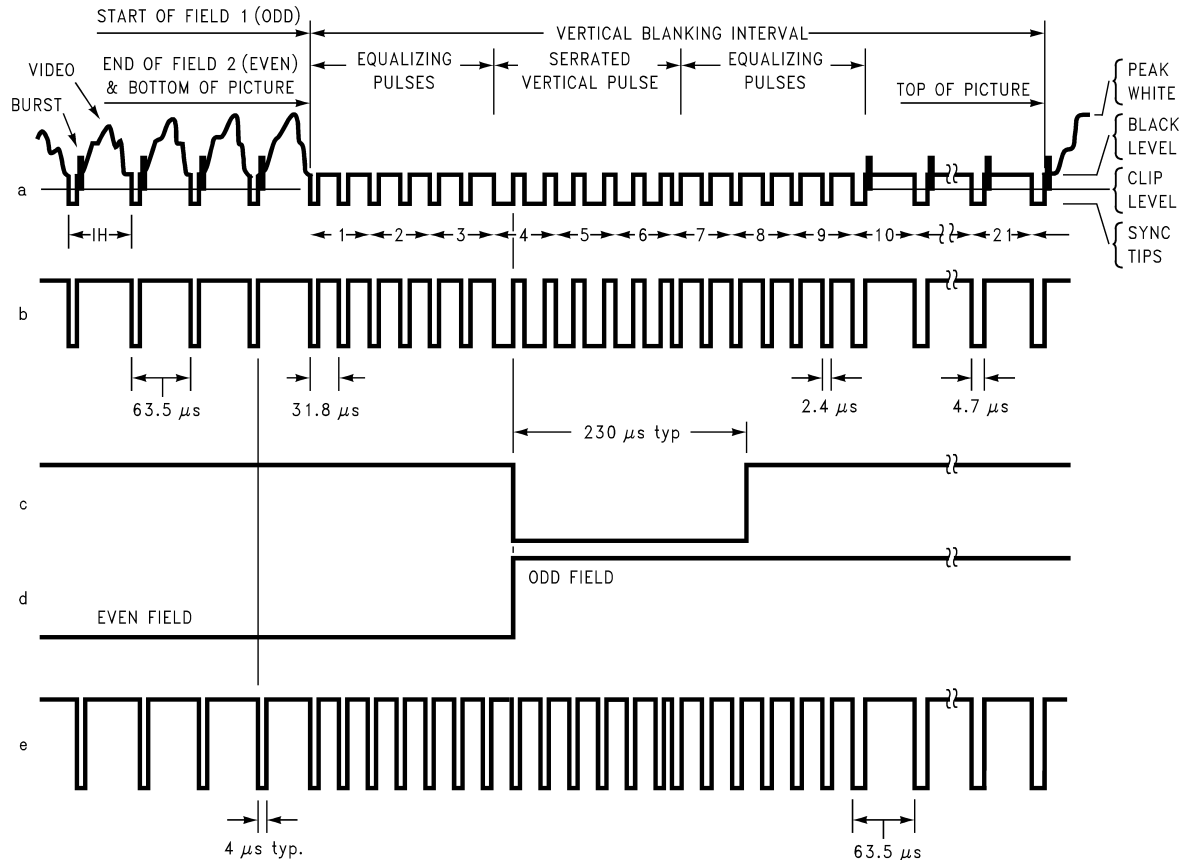 START OF FIELD 1 (ODD)
VERTICAL BLANKING INTERVAL
END OF FIELD 2 (EVEN)
& BOTTOM OF PICTURE
EQUALIZING
PULSES
SERRATED
VERTICAL PULSE
EQUALIZING
PULSES
TOP OF PICTURE
VIDEO
BURST
PEAK
WHITE
BLACK
LEVEL
CLIP
LEVEL
SYNC
TIPS
a
IH
1 2 3 4 5 6 7 8 9 10 21
b
63.5 μs
31.8 μs
2.4 μs
4.7 μs
230 μs typ
c
ODD FIELD
d
EVEN FIELD
e
4 μs typ.
63.5 μs